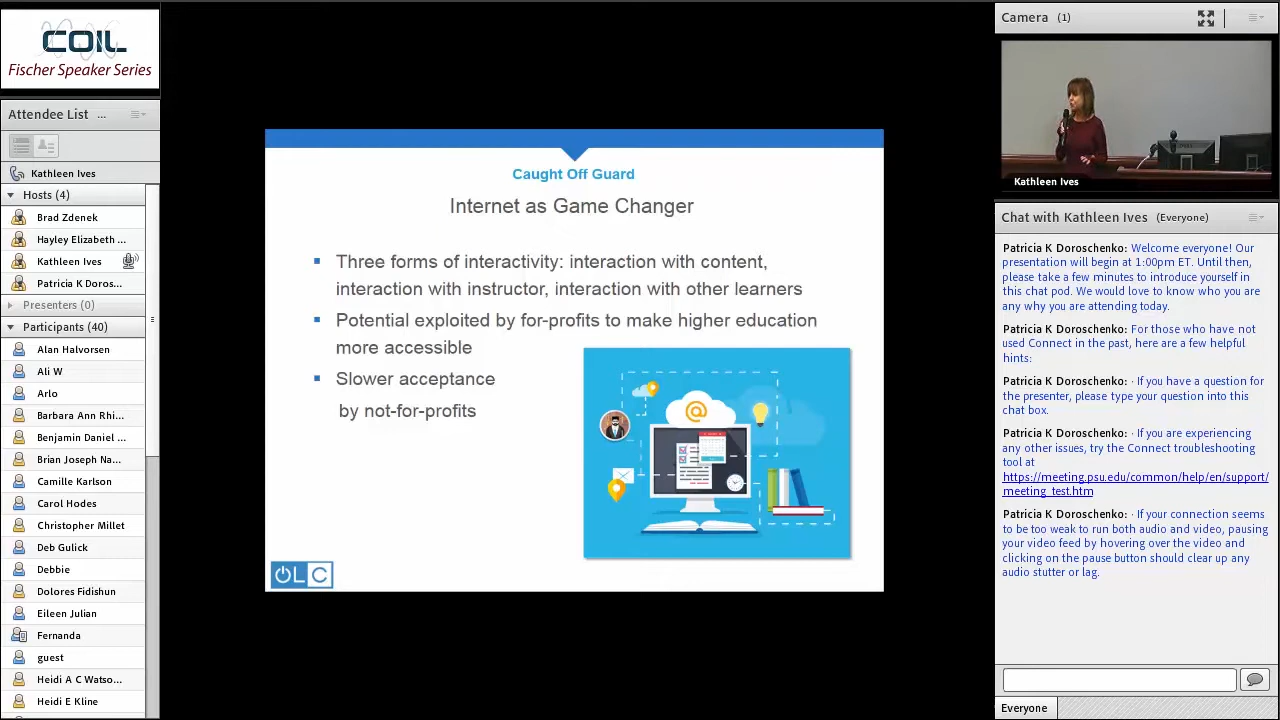 COIL
Fischer Speaker Series
Attendee List ...
Kathleen Ives
Hosts (4)
Brad Zdenek
Hayley Elizabeth ...
Kathleen Ives
Patricia K Doros...
Presenters (0)
Participants (40)
Alan Halvorsen
Ali W
Arlo
Barbara Ann Rhi...
Benjamin Daniel ...
Brian Joseph Na...
Camille Karlson
Carol Hodes
Christopher Millet
Deb Gulick
Debbie
Dolores Fidishun
Eileen Julian
Fernanda
guest
Heidi A C Watso...
Heidi E Kline
Caught Off Guard
Internet as Game Changer
Three forms of interactivity: interaction with content,
interaction with instructor, interaction with other learners
Potential exploited by for-profits to make higher education
more accessible
Slower acceptance
by not-for-profits
@
OLC
Camera (1)
Kathleen Ives
Chat with Kathleen Ives (Everyone)
Patricia K Doroschenko: Welcome everyone! Our
presentation will begin at 1:00pm ET. Until then,
please take a few minutes to introduce yourself in
this chat pod. We would love to know who you are
any why you are attending today.
Patricia K Doroschenko: For those who have not
used Connect in the past, here are a few helpful
hints:
Patricia K Doroschenko: · If you have a question for
the presenter, please type your question into this
chat box.
Patricia K Doroschenko: · If you are experiencing
any other issues, try the Connect troubleshooting
tool at
https://meeting.psu.edu/common/help/en/support/
meeting_test.htm
Patricia K Doroschenko: · If your connection seems
to be too weak to run both audio and video, pausing
your video feed by hovering over the video and
clicking on the pause button should clear up any
audio stutter or lag.
Everyone